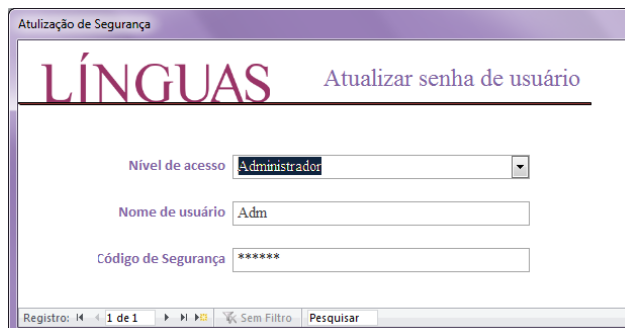 Atulização de Segurança
LÍNGUAS Atualizar senha de usuário
Nível de acesso Administrador
Nome de usuário Adm
Código de Segurança ******
Registro: 1 de 1 Sem Filtro Pesquisar